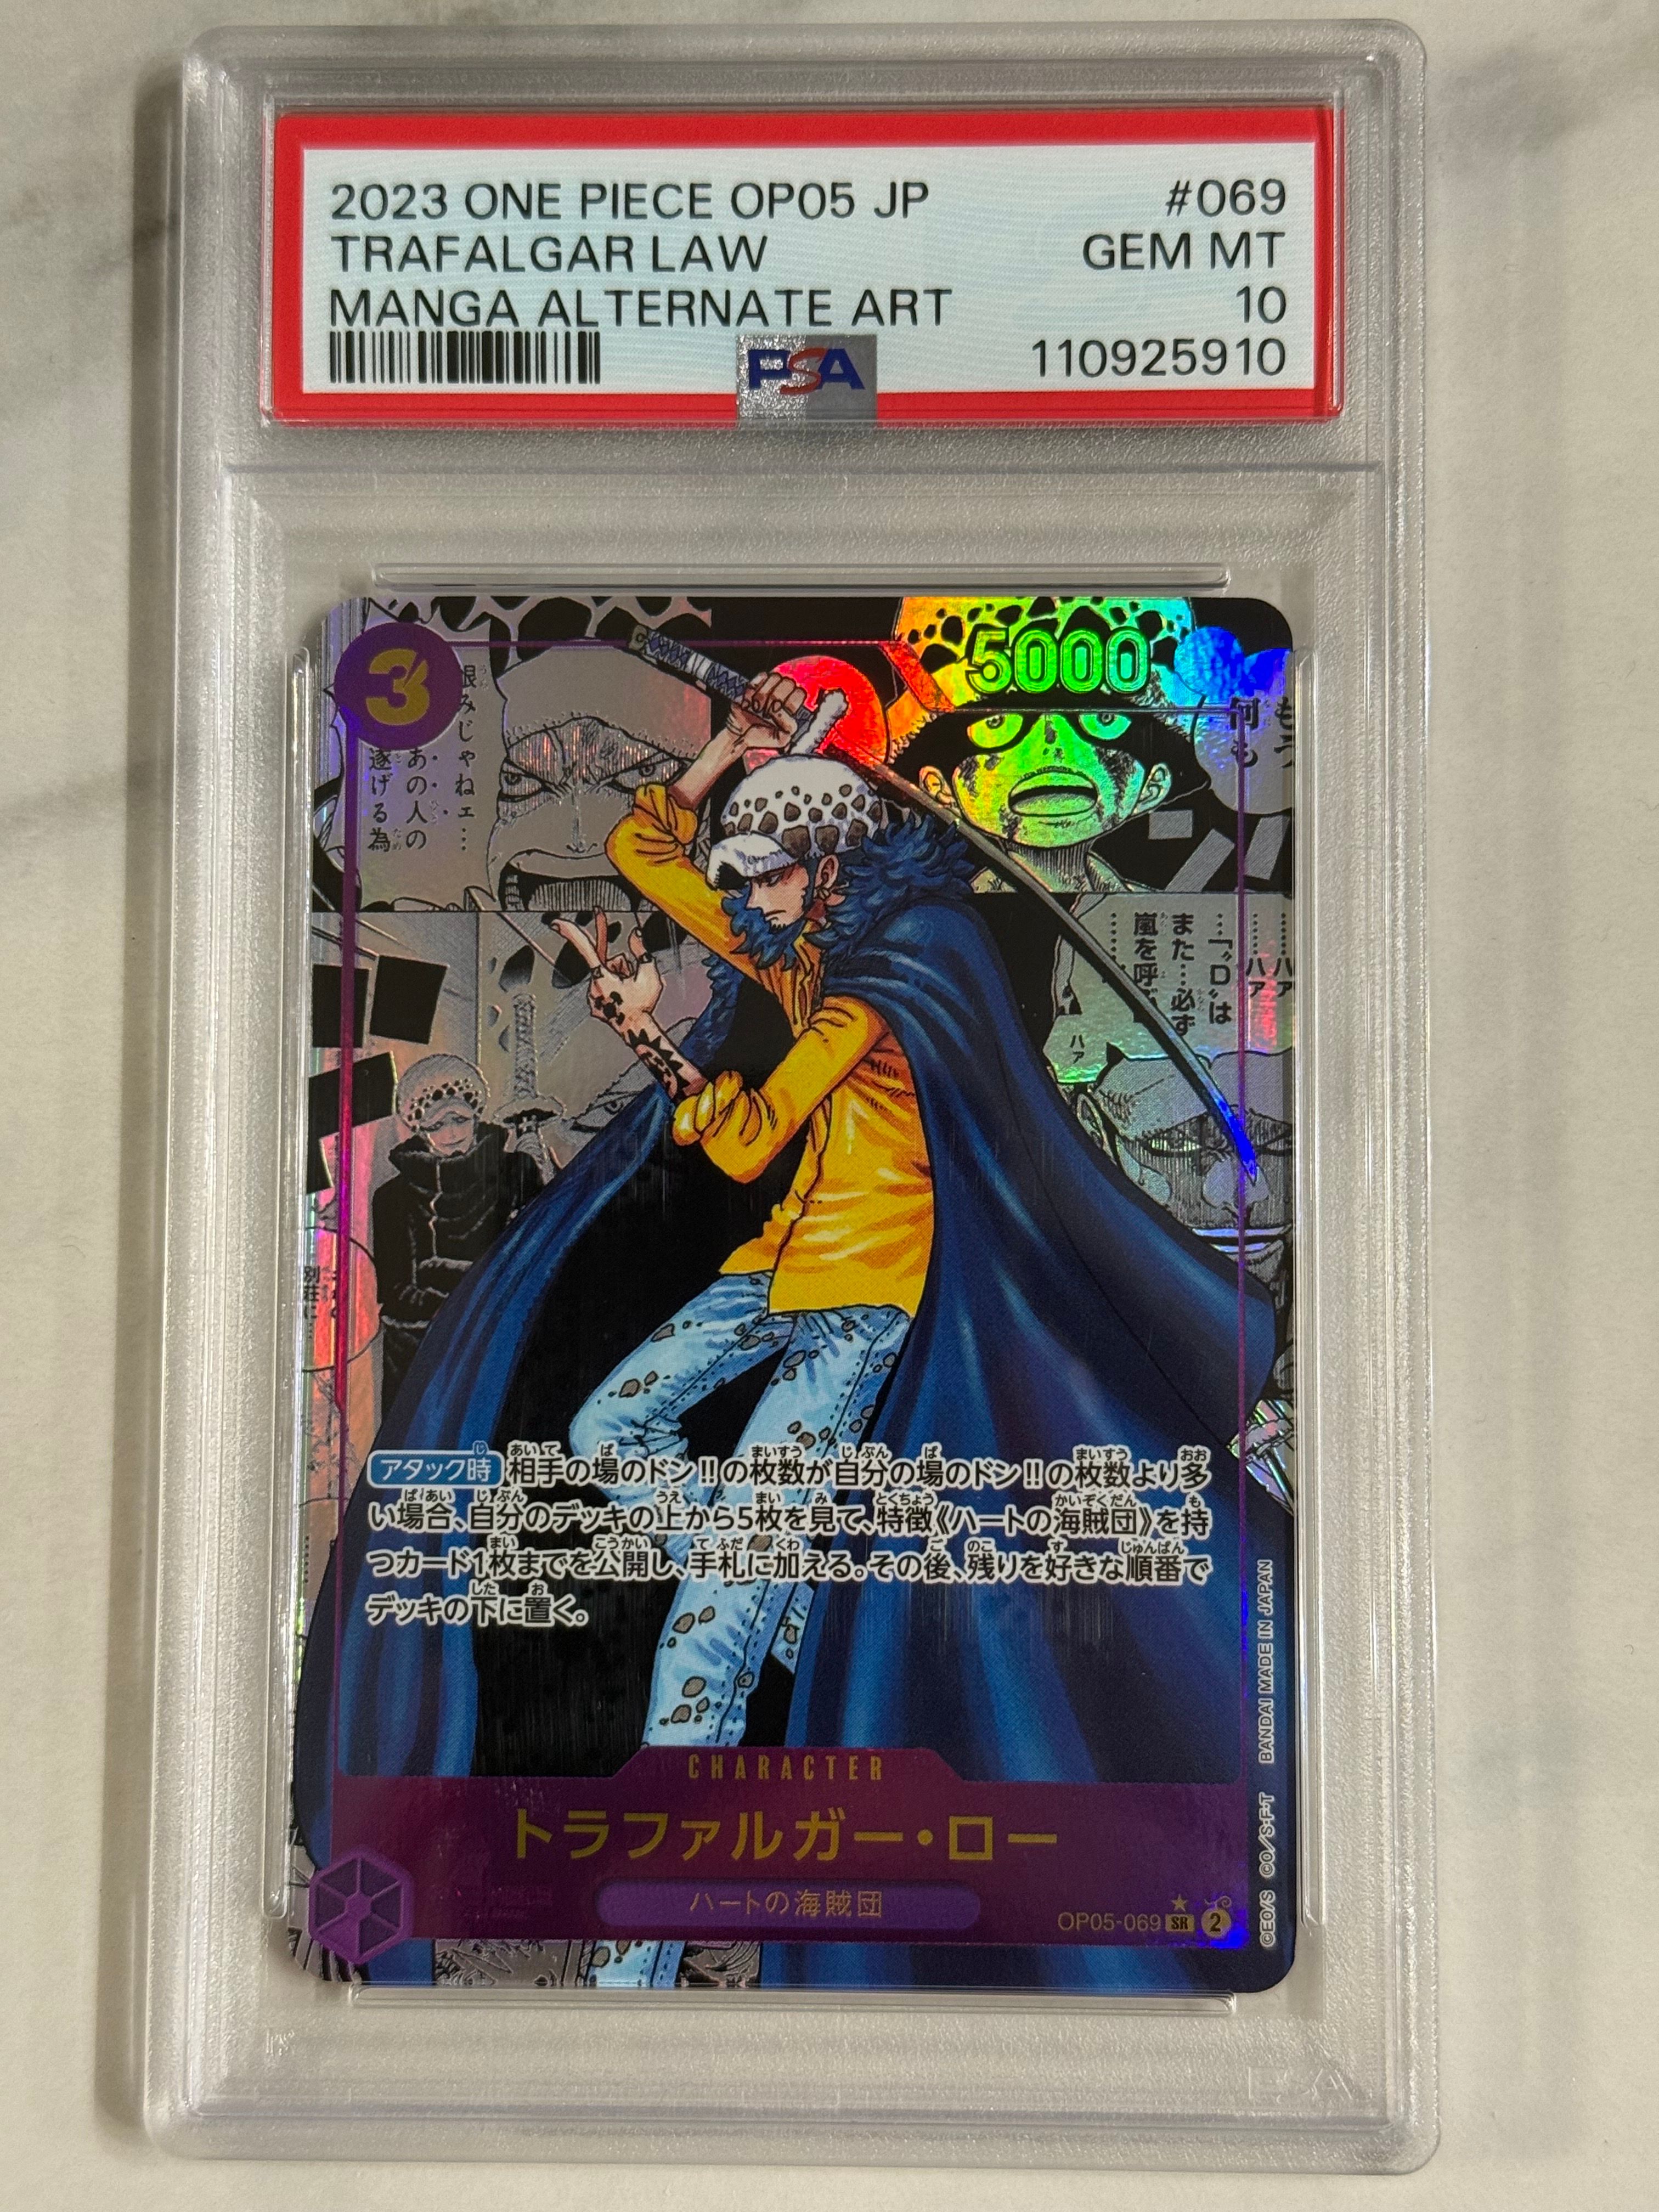 2023 ONE PIECE OP05 JP #069
TRAFALGAR LAW GEM MT
MANGA ALTERNATE ART 10
PSA 110925910
3
5000
恨みじゃねェ…
あの人の
遂げる為
何も
もう
…“D”は
また…必ず
嵐を呼
ハァ
ハァ
ハァ
アタック時 相手の場のドン!!の枚数が自分の場のドン!!の枚数より多
い場合、自分のデッキの上から5枚を見て、特徴《ハートの海賊団》を持
つカード1枚までを公開し、手札に加える。その後、残りを好きな順番で
デッキの下に置く。
CHARACTER
トラファルガー・ロー
ハートの海賊団
OP05-069 SR 2
©EO/S ©O/S·F·T BANDAI MADE IN JAPAN
PSA